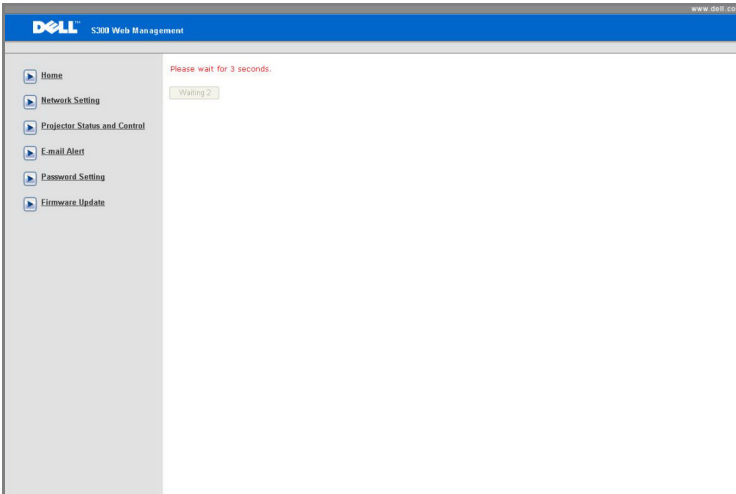 www.dell.co
DELL™ S300 Web Management
Home
Network Setting
Projector Status and Control
E-mail Alert
Password Setting
Firmware Update
Please wait for 3 seconds.
Waiting 2